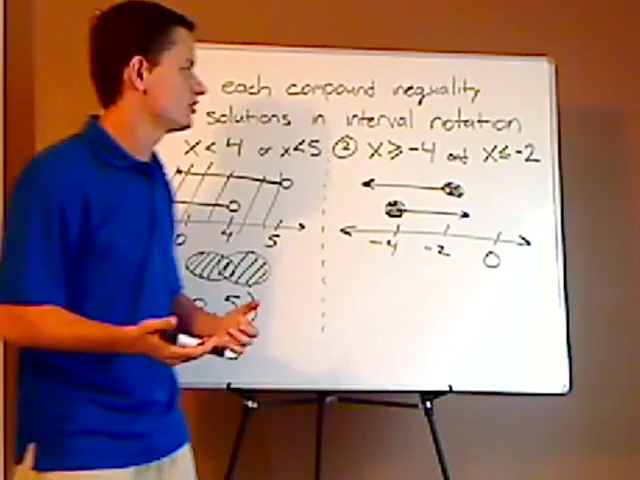 each compound inequality
solutions in interval notation
x < 4 or x < 5 ② x ≥ -4 and x ≤ -2
0 4 5
-4 -2 0
5)